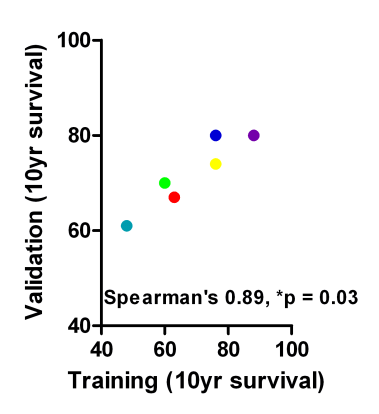 100
80
60
40
Validation (10yr survival)
Spearman's 0.89, *p = 0.03
40 60 80 100
Training (10yr survival)